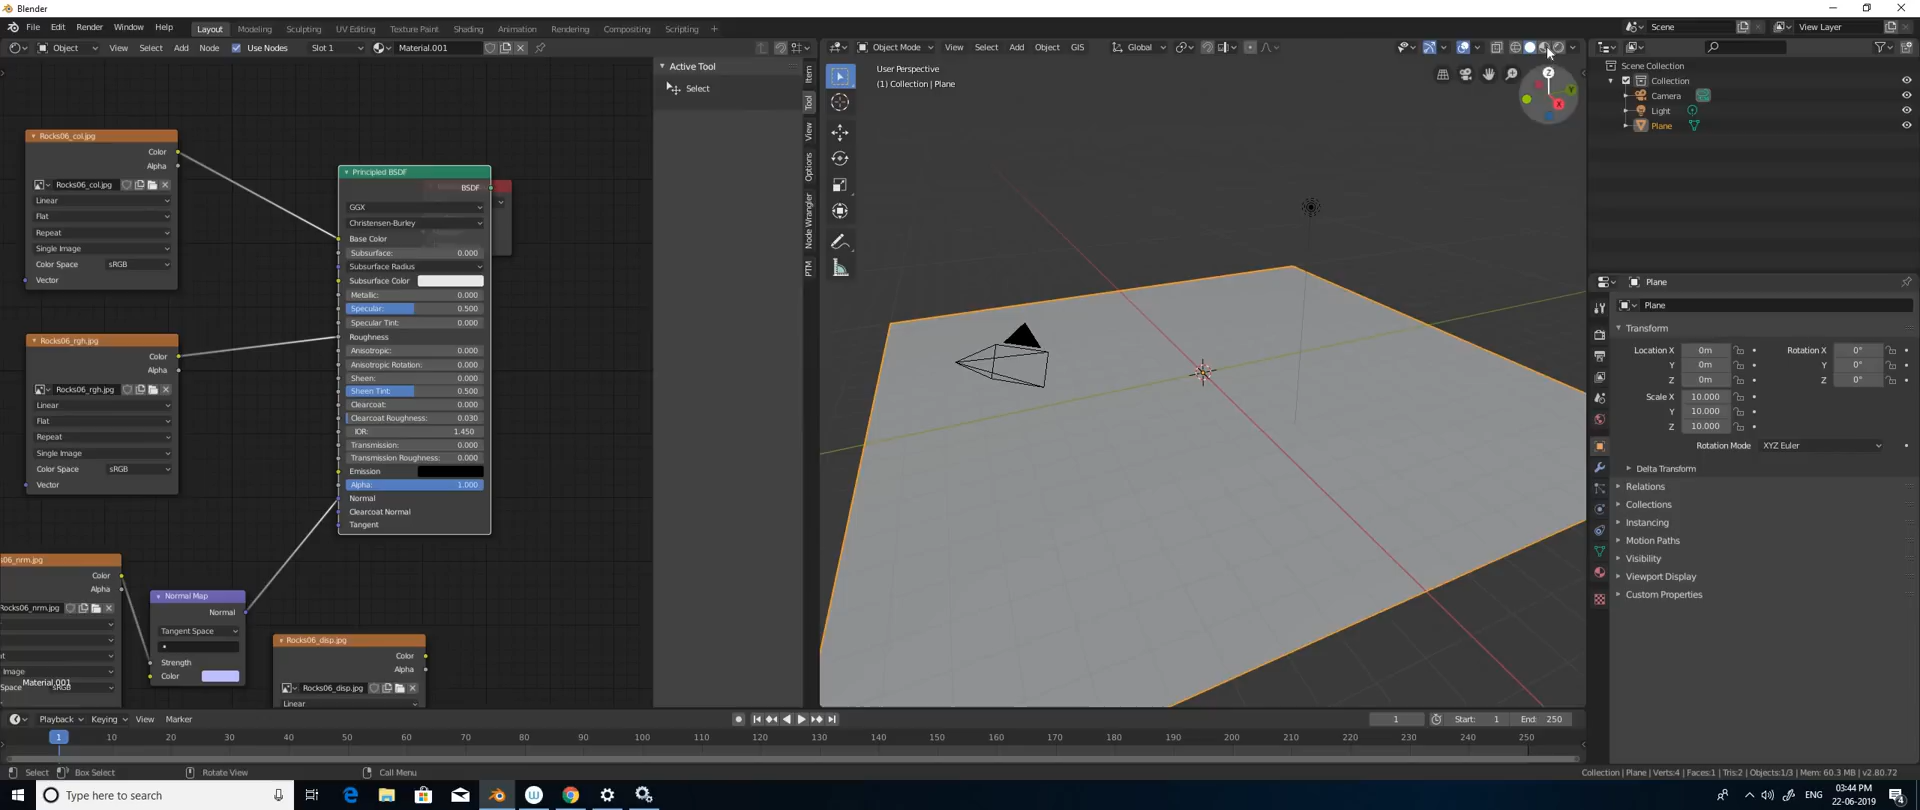 Blender
File Edit Render Window Help Layout Modeling Sculpting UV Editing Texture Paint Shading Animation Rendering Compositing Scripting + Scene View Layer
Object View Select Add Node Use Nodes Slot 1 Material.001
Object Mode View Select Add Object GIS Global
Active Tool
Select
Item
Tool
View
Options
Node Wrangler
PTM
Rocks06_col.jpg
Color
Alpha
Rocks06_col.jpg
Linear
Flat
Repeat
Single Image
Color Space sRGB
Vector
Rocks06_rgh.jpg
Color
Alpha
Rocks06_rgh.jpg
Linear
Flat
Repeat
Single Image
Color Space sRGB
Vector
Color
Alpha
Rocks06_nrm.jpg
Image
Material.001
sRGB
Normal Map
Normal
Tangent Space
Strength
Color
Rocks06_disp.jpg
Color
Alpha
Rocks06_disp.jpg
Linear
Principled BSDF
BSDF
GGX
Christensen-Burley
Base Color
Subsurface: 0.000
Subsurface Radius
Subsurface Color
Metallic: 0.000
Specular: 0.500
Specular Tint: 0.000
Roughness
Anisotropic: 0.000
Anisotropic Rotation: 0.000
Sheen: 0.000
Sheen Tint: 0.500
Clearcoat: 0.000
Clearcoat Roughness: 0.030
IOR: 1.450
Transmission: 0.000
Transmission Roughness: 0.000
Emission
Alpha: 1.000
Normal
Clearcoat Normal
Tangent
User Perspective
(1) Collection | Plane
Z
Y
X
Scene Collection
Collection
Camera
Light
Plane
Plane
Plane
Transform
Location X 0m Rotation X 0°
Y 0m Y 0°
Z 0m Z 0°
Scale X 10.000
Y 10.000
Z 10.000
Rotation Mode XYZ Euler
Delta Transform
Relations
Collections
Instancing
Motion Paths
Visibility
Viewport Display
Custom Properties
Playback Keying View Marker 1 Start: 1 End: 250
1 10 20 30 40 50 60 70 80 90 100 110 120 130 140 150 160 170 180 190 200 210 220 230 240 250
Select Box Select Rotate View Call Menu Collection | Plane | Verts:4 | Faces:1 | Tris:2 | Objects:1/3 | Mem: 60.3 MB | v2.80.72
Type here to search ENG 03:44 PM
22-06-2019
4